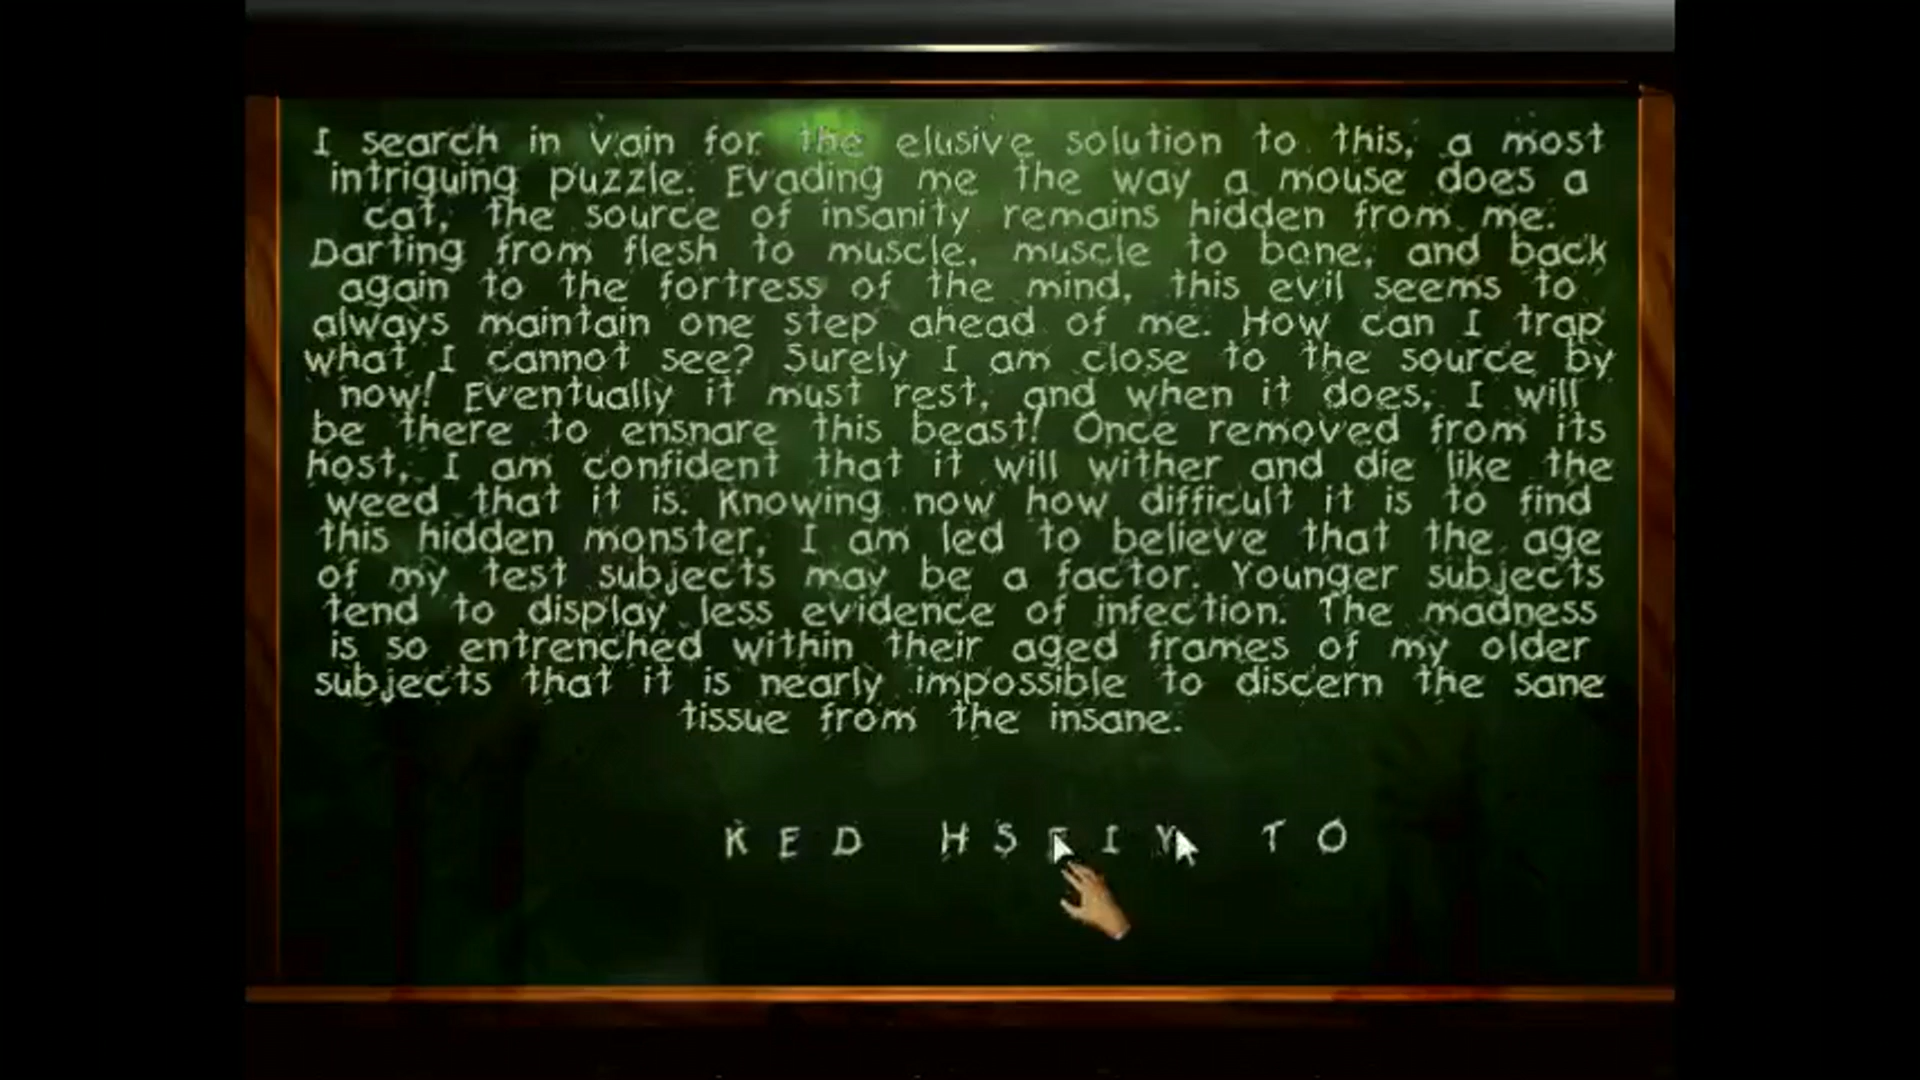 I search in vain for the elusive solution to this, a most
intriguing puzzle. Evading me the way a mouse does a
cat, the source of insanity remains hidden from me.
Darting from flesh to muscle, muscle to bone, and back
again to the fortress of the mind, this evil seems to
always maintain one step ahead of me. How can I trap
what I cannot see? Surely I am close to the source by
now! Eventually it must rest, and when it does, I will
be there to ensnare this beast! Once removed from its
host, I am confident that it will wither and die like the
weed that it is. Knowing now how difficult it is to find
this hidden monster, I am led to believe that the age
of my test subjects may be a factor. Younger subjects
tend to display less evidence of infection. The madness
is so entrenched within their aged frames of my older
subjects that it is nearly impossible to discern the sane
tissue from the insane.
K E D H S I Y T O